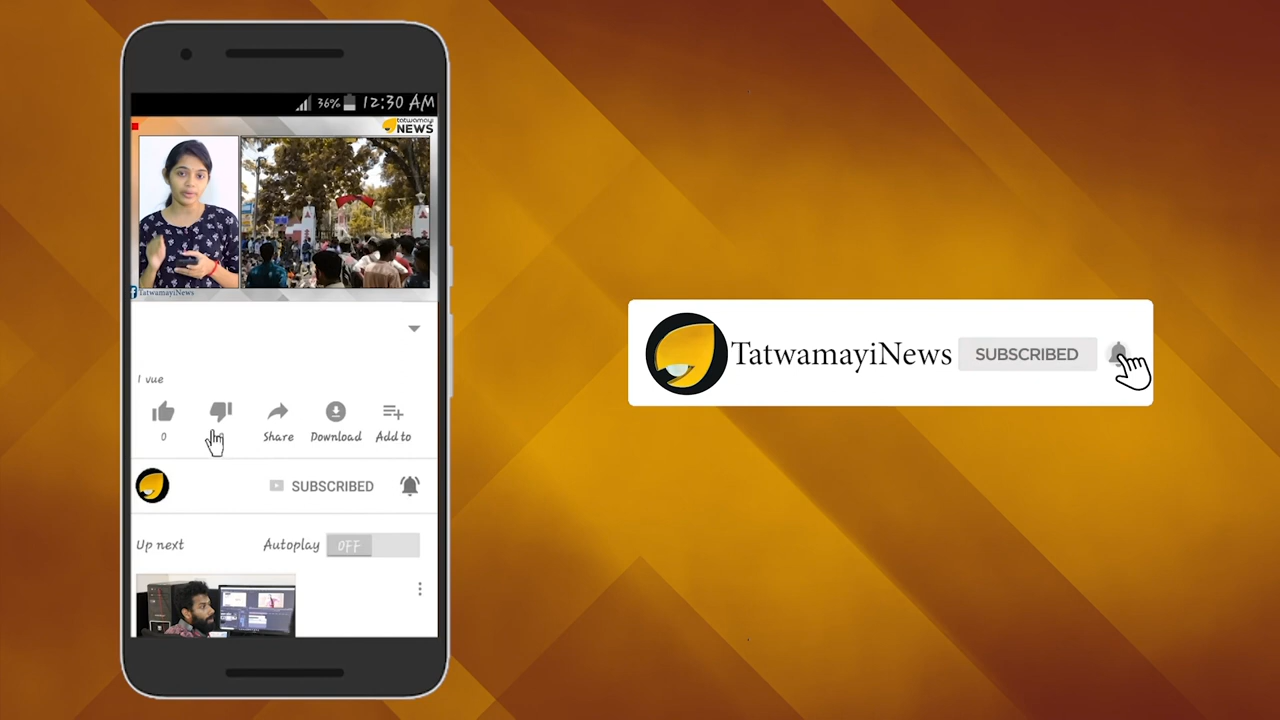 36% 12:30 AM
tatwamayi
NEWS
TatwamayiNews
1 vue
0
Share
Download
Add to
SUBSCRIBED
Up next
Autoplay
OFF
TatwamayiNews
SUBSCRIBED